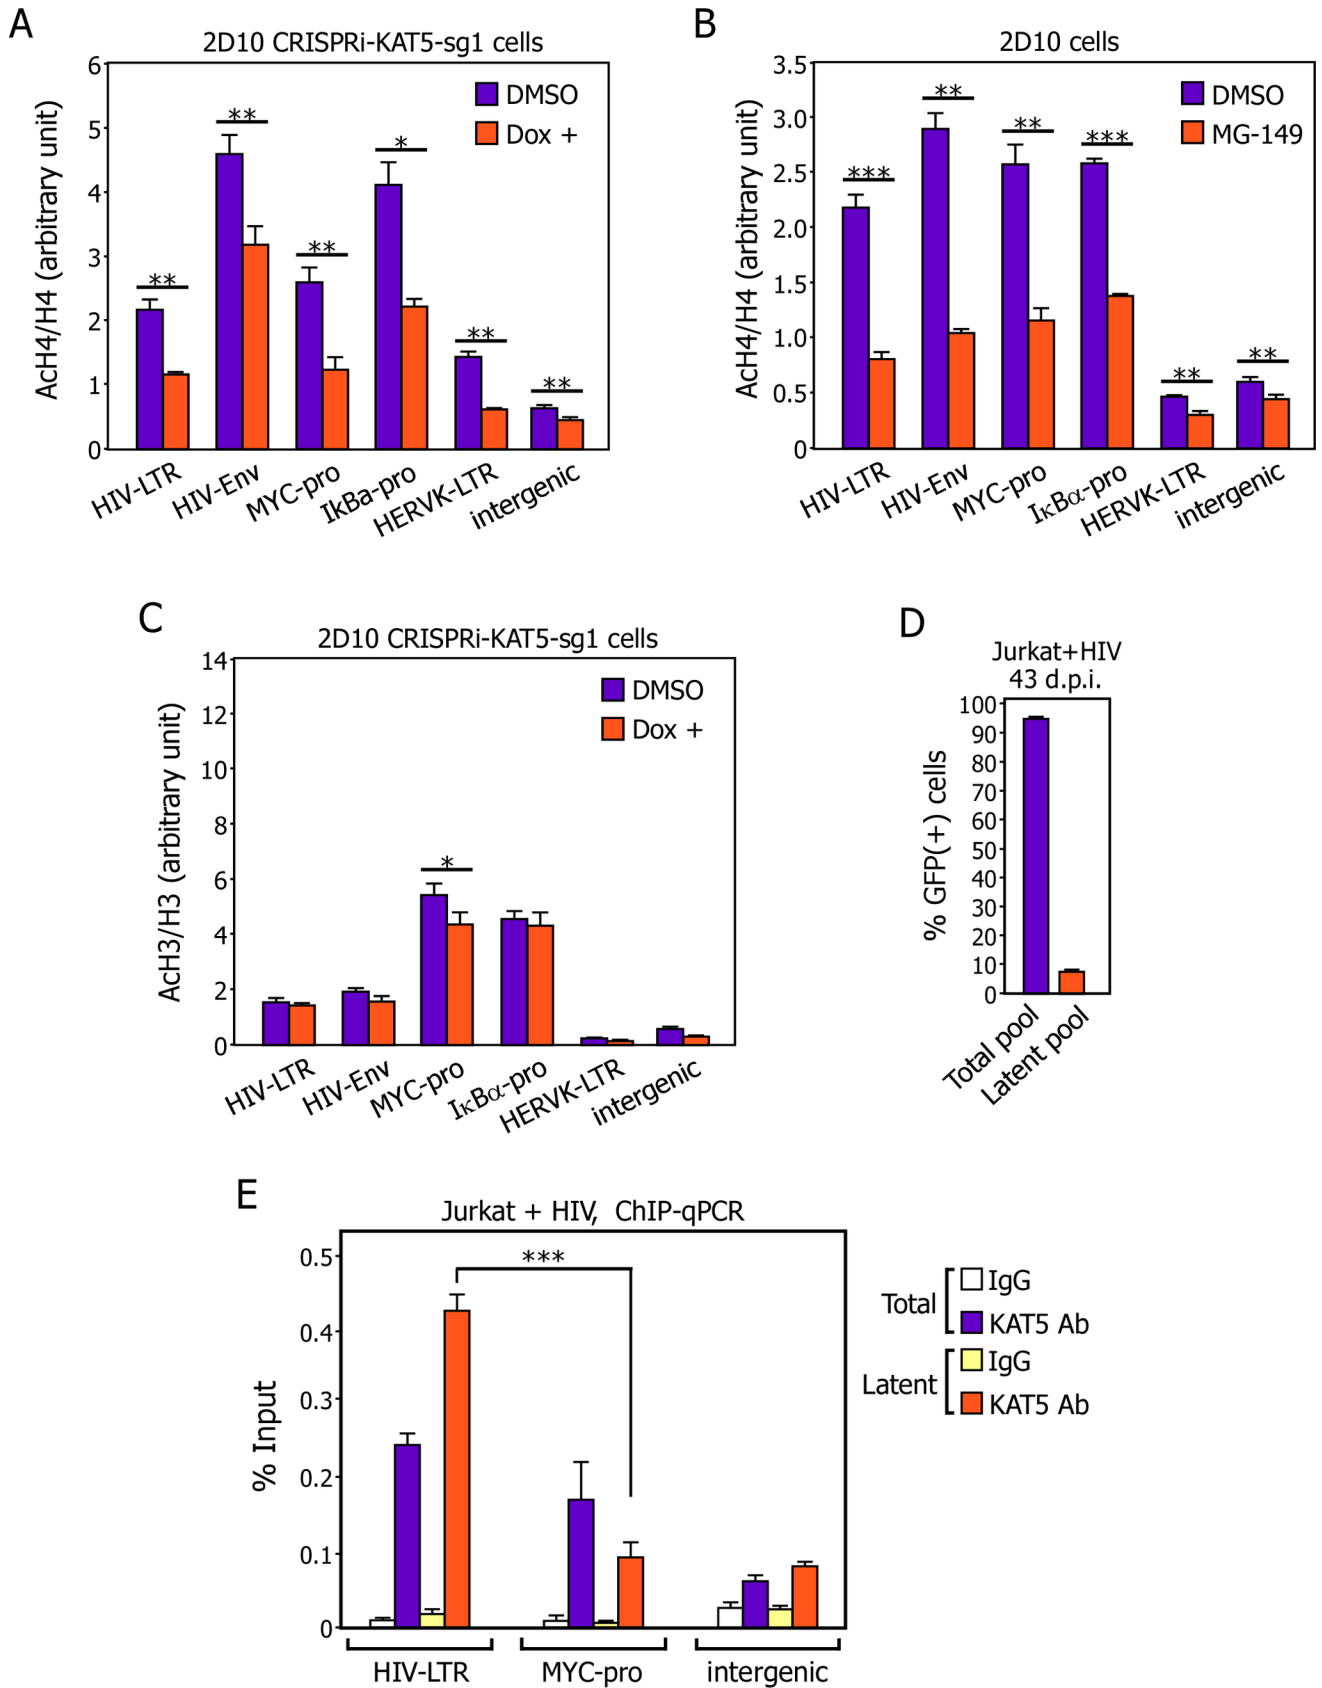 A
2D10 CRISPRi-KAT5-sg1 cells
AcH4/H4 (arbitrary unit)
6
5
4
3
2
1
0
DMSO
Dox +
**
**
**
*
**
**
HIV-LTR
HIV-Env
MYC-pro
IkBa-pro
HERVK-LTR
intergenic
B
2D10 cells
AcH4/H4 (arbitrary unit)
3.5
3.0
2.5
2.0
1.5
1.0
0.5
0
DMSO
MG-149
***
**
**
***
**
**
HIV-LTR
HIV-Env
MYC-pro
IκBα-pro
HERVK-LTR
intergenic
C
2D10 CRISPRi-KAT5-sg1 cells
AcH3/H3 (arbitrary unit)
14
12
10
8
6
4
2
0
DMSO
Dox +
*
HIV-LTR
HIV-Env
MYC-pro
IκBα-pro
HERVK-LTR
intergenic
D
Jurkat+HIV
43 d.p.i.
% GFP(+) cells
100
90
80
70
60
50
40
30
20
10
0
Total pool
Latent pool
E
Jurkat + HIV, ChIP-qPCR
% Input
0.5
0.4
0.3
0.2
0.1
0
***
HIV-LTR
MYC-pro
intergenic
Total
IgG
KAT5 Ab
Latent
IgG
KAT5 Ab